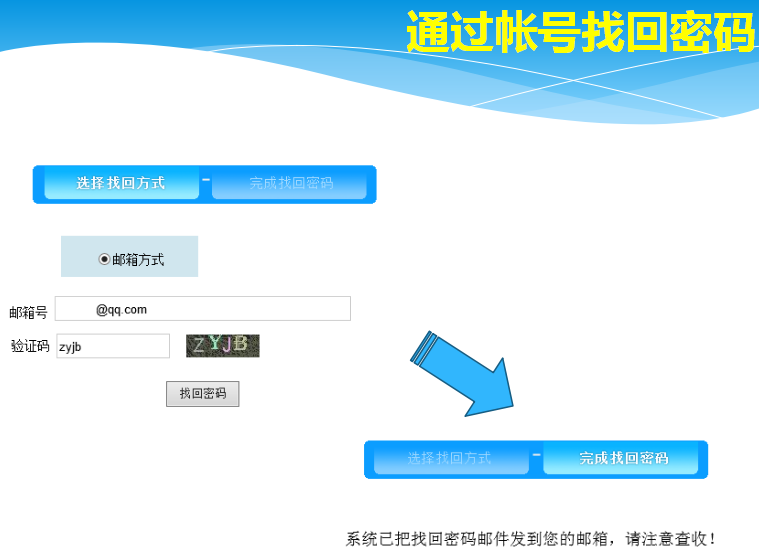 通过帐号找回密码
选择找回方式 - 完成找回密码
邮箱方式
邮箱号 @qq.com
验证码 zyjb ZYJB
找回密码
选择找回方式 - 完成找回密码
系统已把找回密码邮件发到您的邮箱，请注意查收！